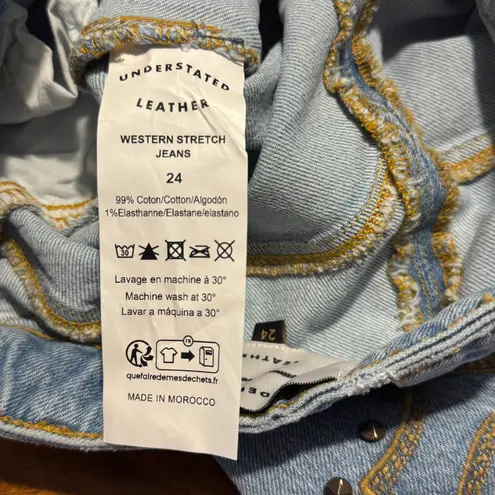 UNDERSTATED
LEATHER
WESTERN STRETCH
JEANS
24
99% Coton/Cotton/Algodón
1%Elasthanne/Elastane/elastano
30
Lavage en machine à 30°
Machine wash at 30°
Lavar a máquina a 30°
FR
quefairedemesdechets.fr
MADE IN MOROCCO
24
LEATHER